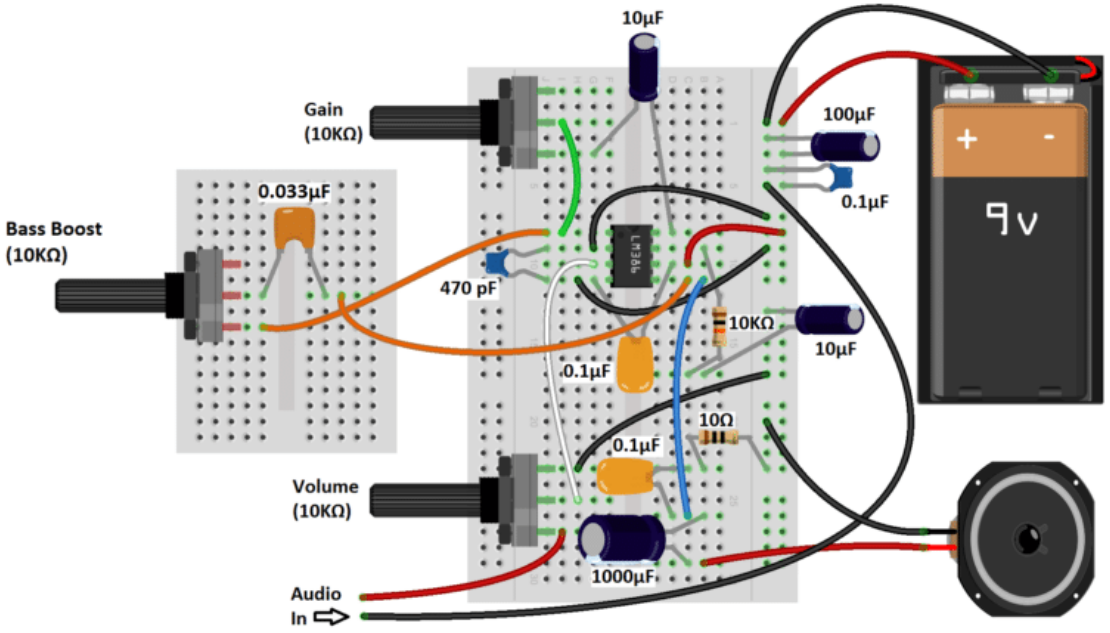 10µF
Gain
(10KΩ)
100µF
+ -
0.1µF
0.033µF
9v
Bass Boost
(10KΩ)
LM386
470 pF
10KΩ
10µF
0.1µF
10Ω
0.1µF
Volume
(10KΩ)
1000µF
Audio
In